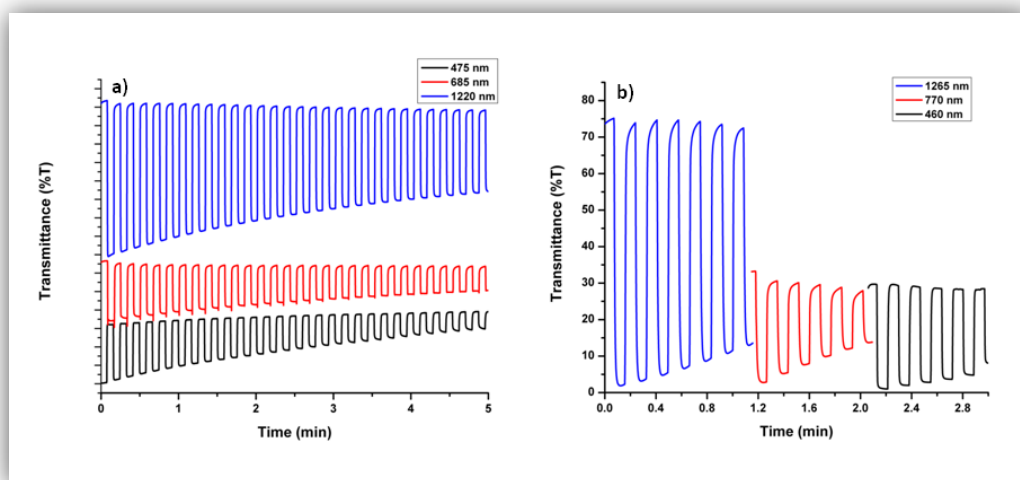 a)
475 nm
685 nm
1220 nm
Transmittance (%T)
0 1 2 3 4 5
Time (min)
b)
1265 nm
770 nm
460 nm
Transmittance (%T)
80
70
60
50
40
30
20
10
0
0.0 0.4 0.8 1.2 1.6 2.0 2.4 2.8
Time (min)